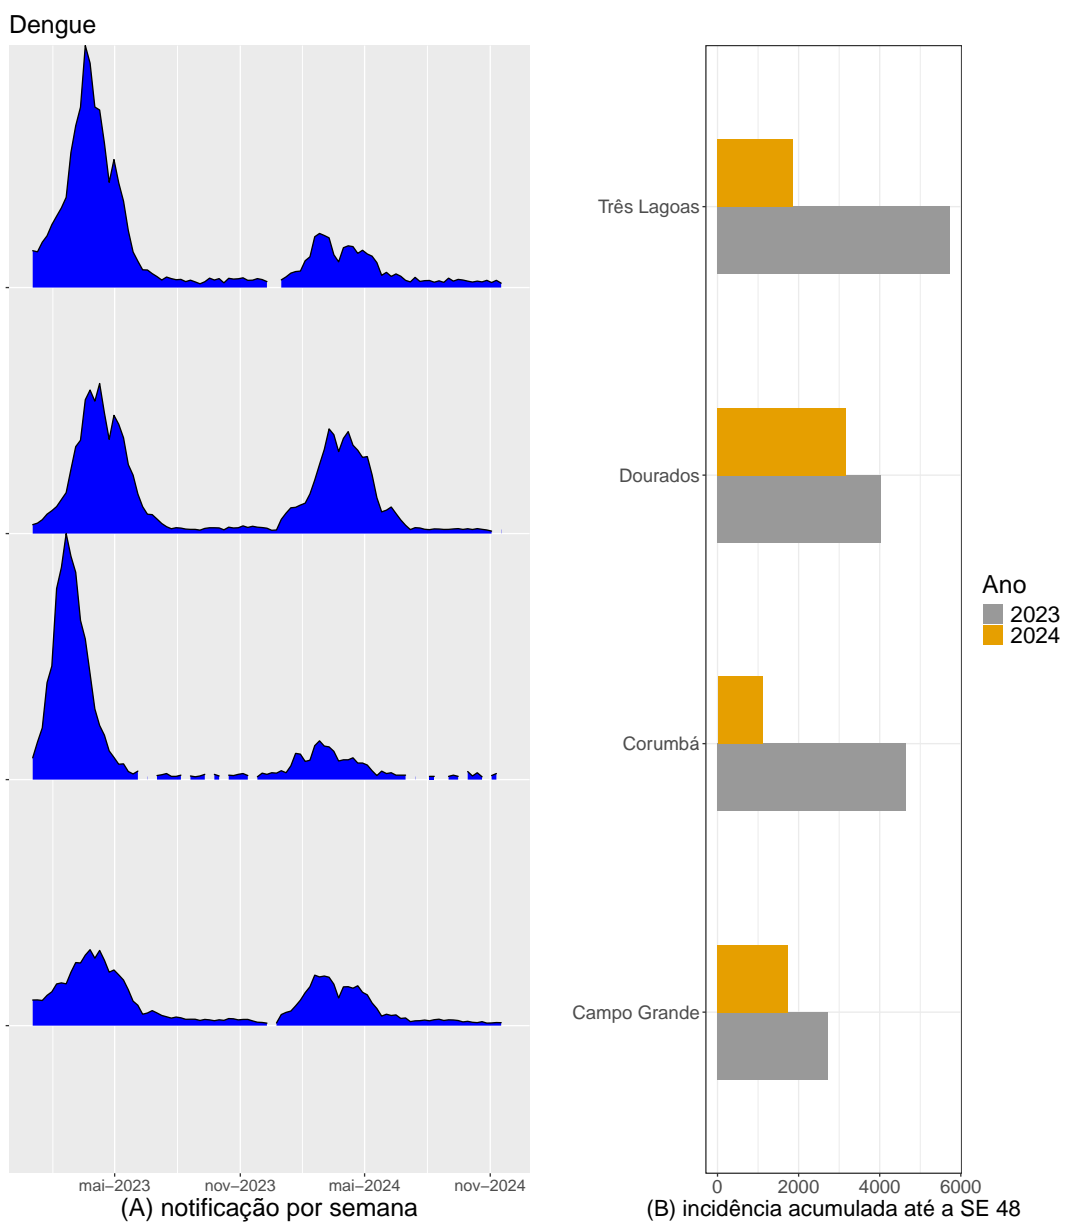 Dengue
mai–2023
nov–2023
mai–2024
nov–2024
(A) notificação por semana
Três Lagoas
Dourados
Corumbá
Campo Grande
0
2000
4000
6000
(B) incidência acumulada até a SE 48
Ano
2023
2024